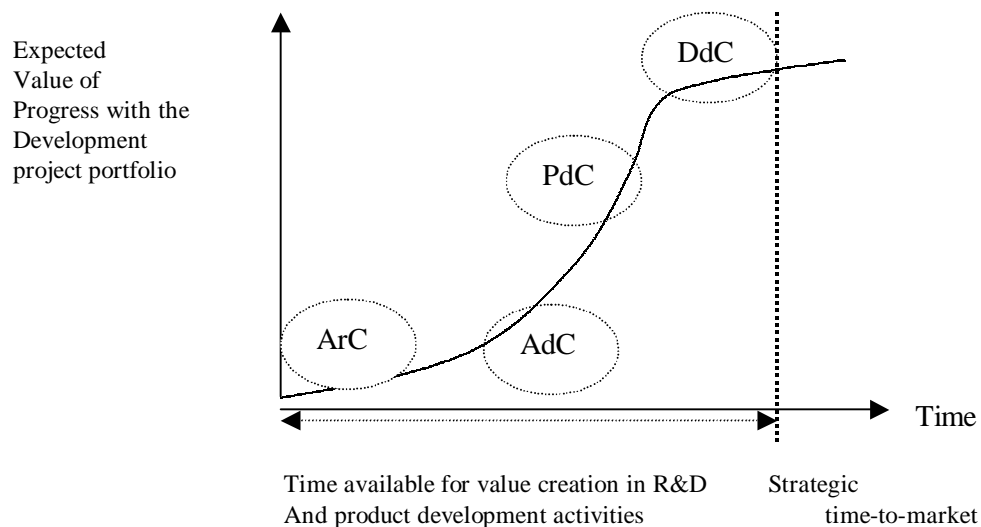 Expected
Value of
Progress with the
Development
project portfolio
DdC
PdC
ArC
AdC
Time
Time available for value creation in R&D
And product development activities
Strategic
time-to-market